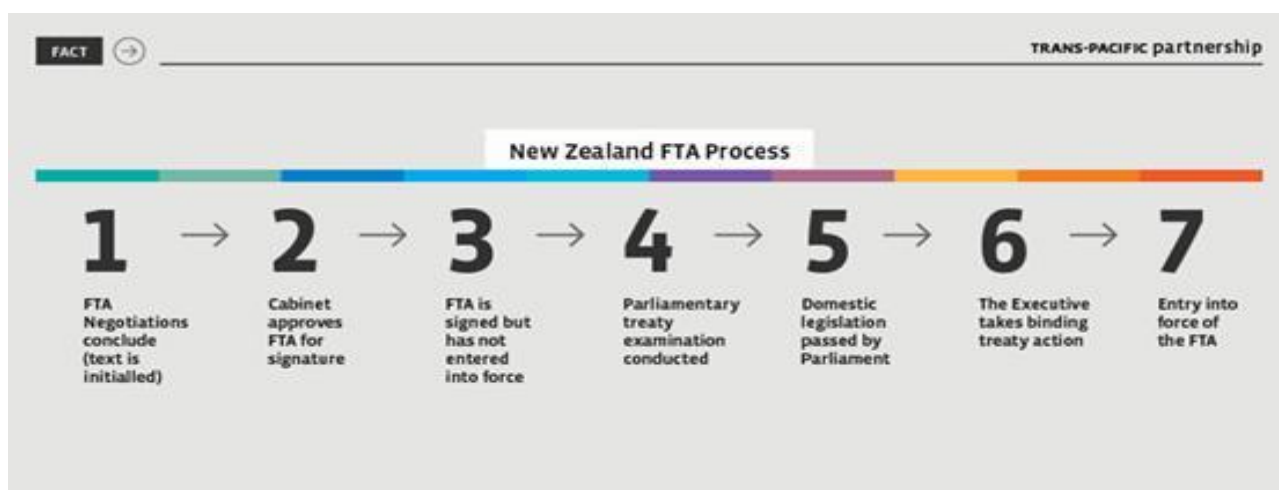 FACT
TRANS-PACIFIC partnership
New Zealand FTA Process
1
FTA
Negotiations
conclude
(text is
initialled)
2
Cabinet
approves
FTA for
signature
3
FTA is
signed but
has not
entered
into force
4
Parliamentary
treaty
examination
conducted
5
Domestic
legislation
passed by
Parliament
6
The Executive
takes binding
treaty action
7
Entry into
force of
the FTA